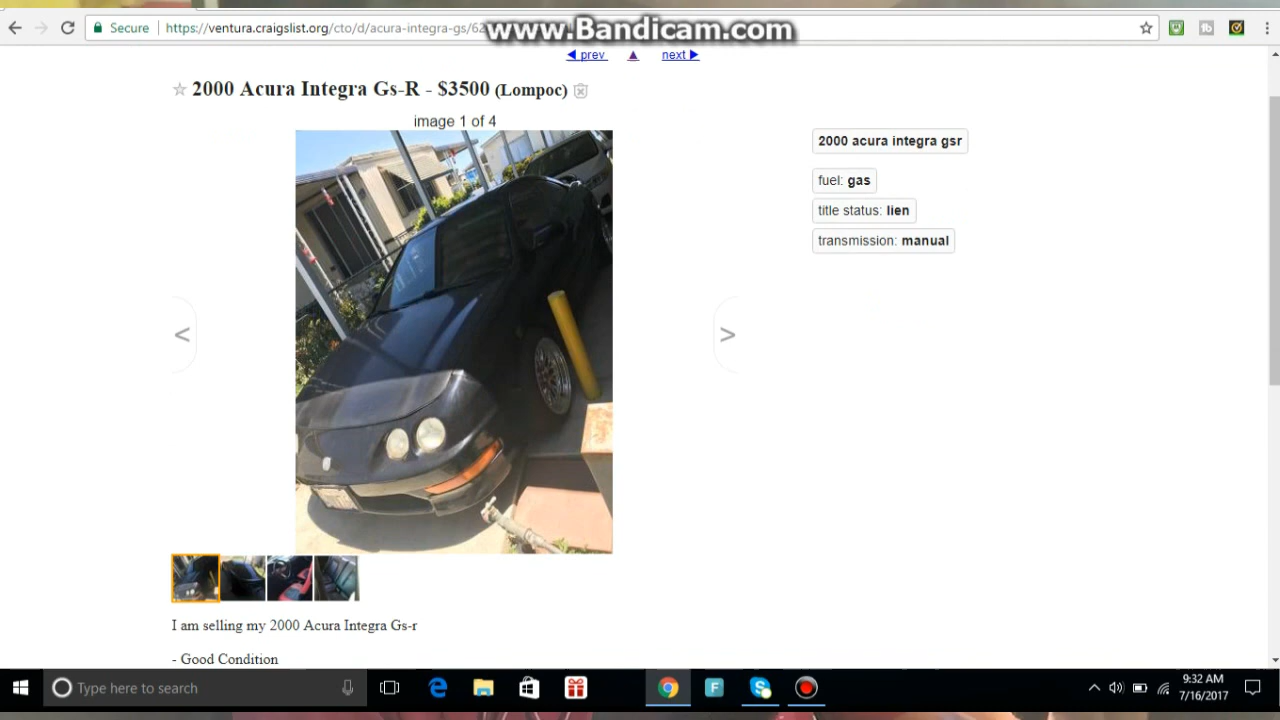 www.Bandicam.com
Secure https://ventura.craigslist.org/cto/d/acura-integra-gs/62
◀ prev ▲ next ▶
☆ 2000 Acura Integra Gs-R - $3500 (Lompoc)
image 1 of 4
2000 acura integra gsr
fuel: gas
title status: lien
transmission: manual
< >
I am selling my 2000 Acura Integra Gs-r
- Good Condition
Type here to search
9:32 AM
7/16/2017